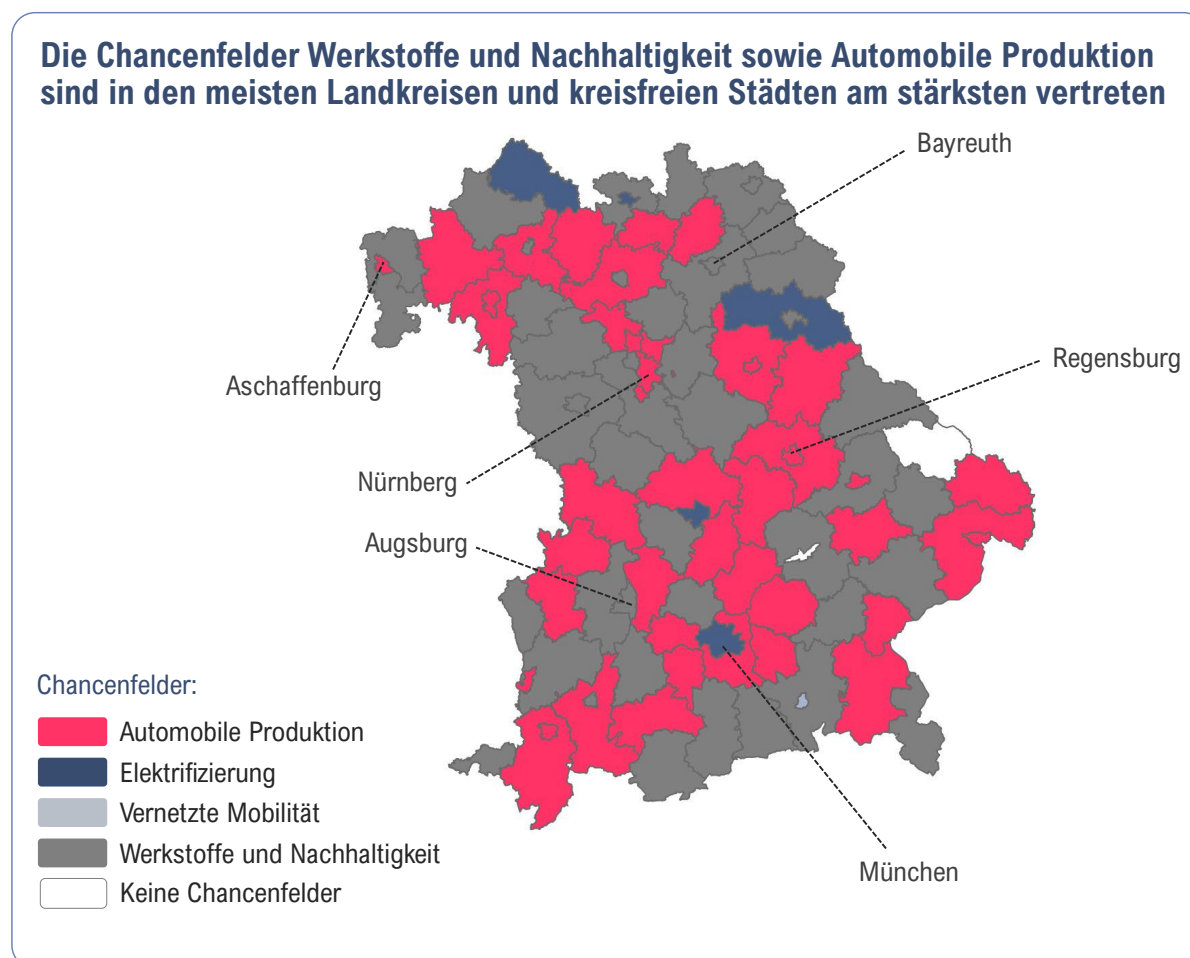 Die Chancenfelder Werkstoffe und Nachhaltigkeit sowie Automobile Produktion
sind in den meisten Landkreisen und kreisfreien Städten am stärksten vertreten
Bayreuth
Regensburg
Aschaffenburg
Nürnberg
Augsburg
München
Chancenfelder:
Automobile Produktion
Elektrifizierung
Vernetzte Mobilität
Werkstoffe und Nachhaltigkeit
Keine Chancenfelder